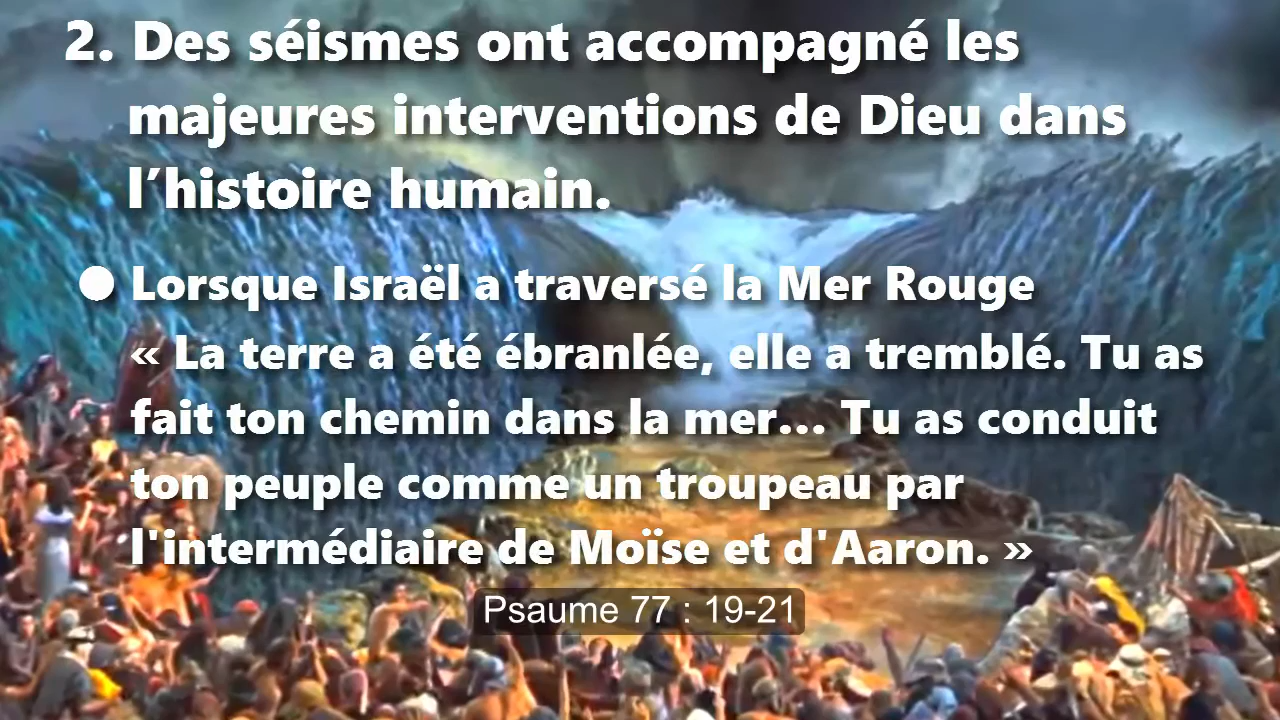 2. Des séismes ont accompagné les
majeures interventions de Dieu dans
l’histoire humain.
● Lorsque Israël a traversé la Mer Rouge
« La terre a été ébranlée, elle a tremblé. Tu as
fait ton chemin dans la mer... Tu as conduit
ton peuple comme un troupeau par
l'intermédiaire de Moïse et d'Aaron. »
Psaume 77 : 19-21